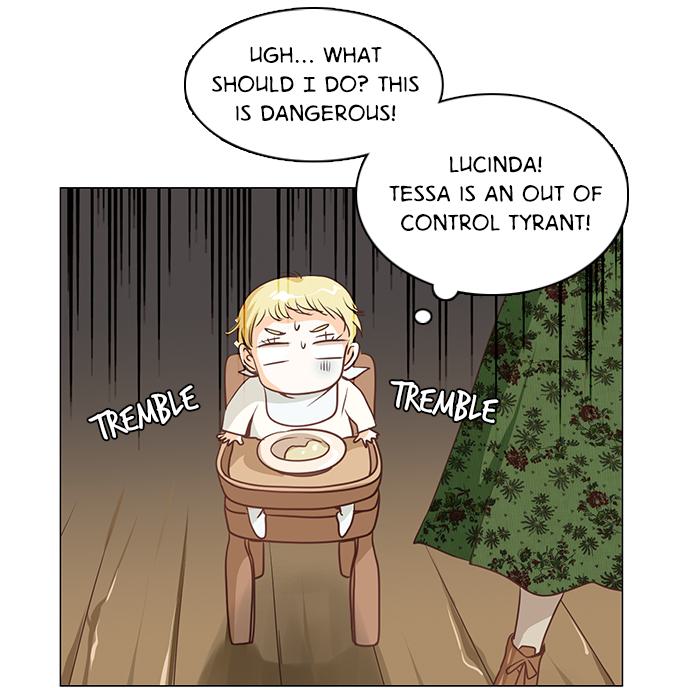 UGH... WHAT
SHOULD I DO? THIS
IS DANGEROUS!
LUCINDA!
TESSA IS AN OUT OF
CONTROL TYRANT!
TREMBLE
TREMBLE